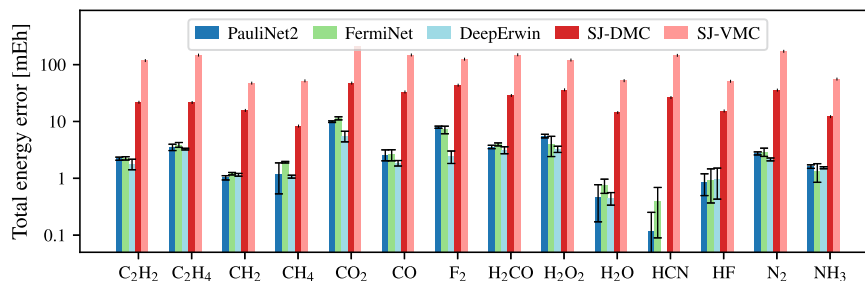 PauliNet2 FermiNet DeepErwin SJ-DMC SJ-VMC
Total energy error [mEh]
100
10
1
0.1
C₂H₂ C₂H₄ CH₂ CH₄ CO₂ CO F₂ H₂CO H₂O₂ H₂O HCN HF N₂ NH₃